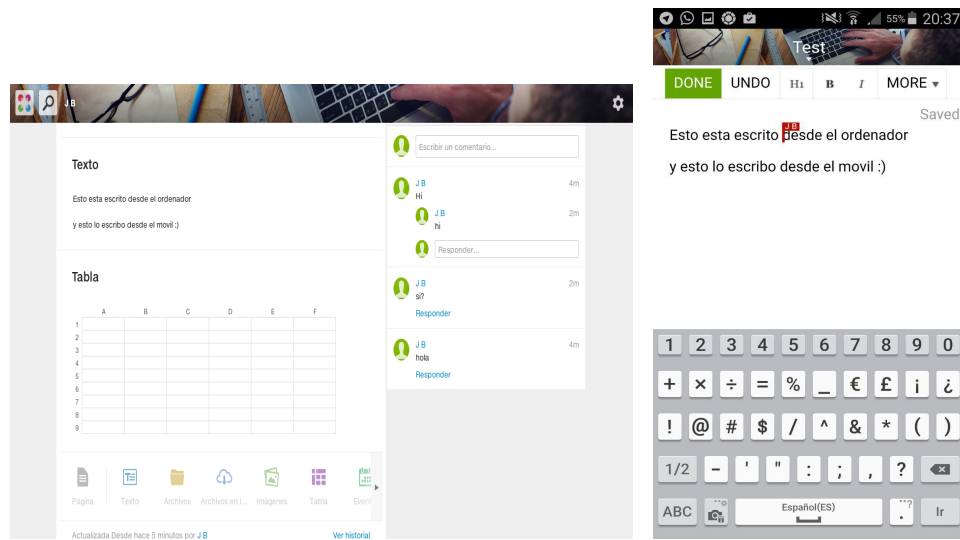 J B
Texto
Esto esta escrito desde el ordenador
y esto lo escribo desde el movil :)
Tabla
A B C D E F
1
2
3
4
5
6
7
8
9
Página Texto Archivos Archivos en l... Imágenes Tabla Event
Actualizada Desde hace 5 minutos por J B Ver historial
Escribir un comentario...
J B 4m
Hi
J B 2m
hi
Responder...
J B 2m
si?
Responder
J B 4m
hola
Responder
55% 20:37
Test
DONE UNDO H1 B I MORE ▾
Saved
J B
Esto esta escrito desde el ordenador
y esto lo escribo desde el movil :)
1 2 3 4 5 6 7 8 9 0
+ × ÷ = % _ € £ ¡ ¿
! @ # $ / ^ & * ( )
1/2 - ' " : ; , ?
ABC Español(ES) . Ir